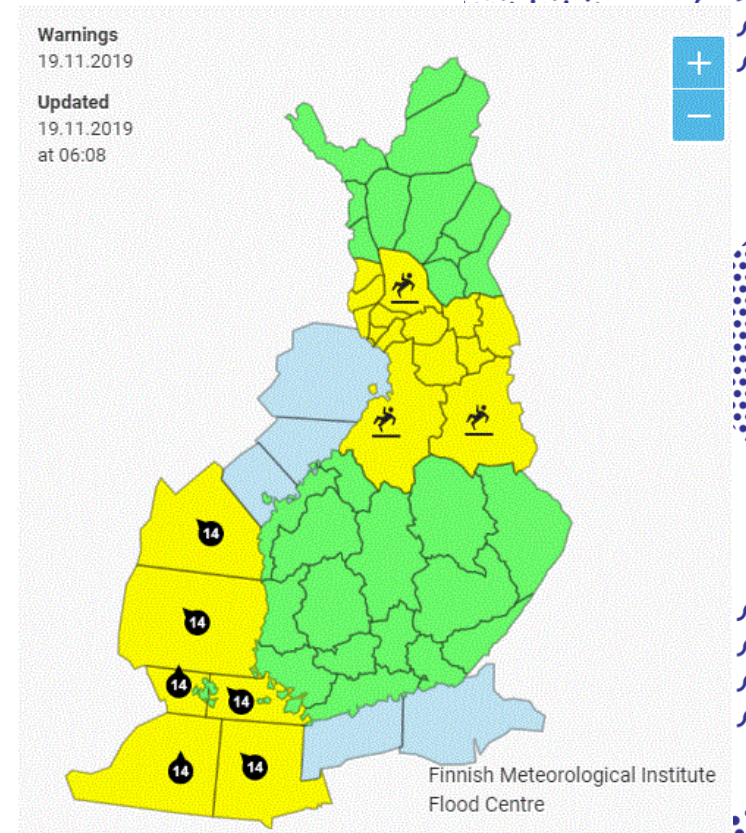 Warnings
19.11.2019
Updated
19.11.2019
at 06:08
14
14
14
14
14
14
Finnish Meteorological Institute
Flood Centre